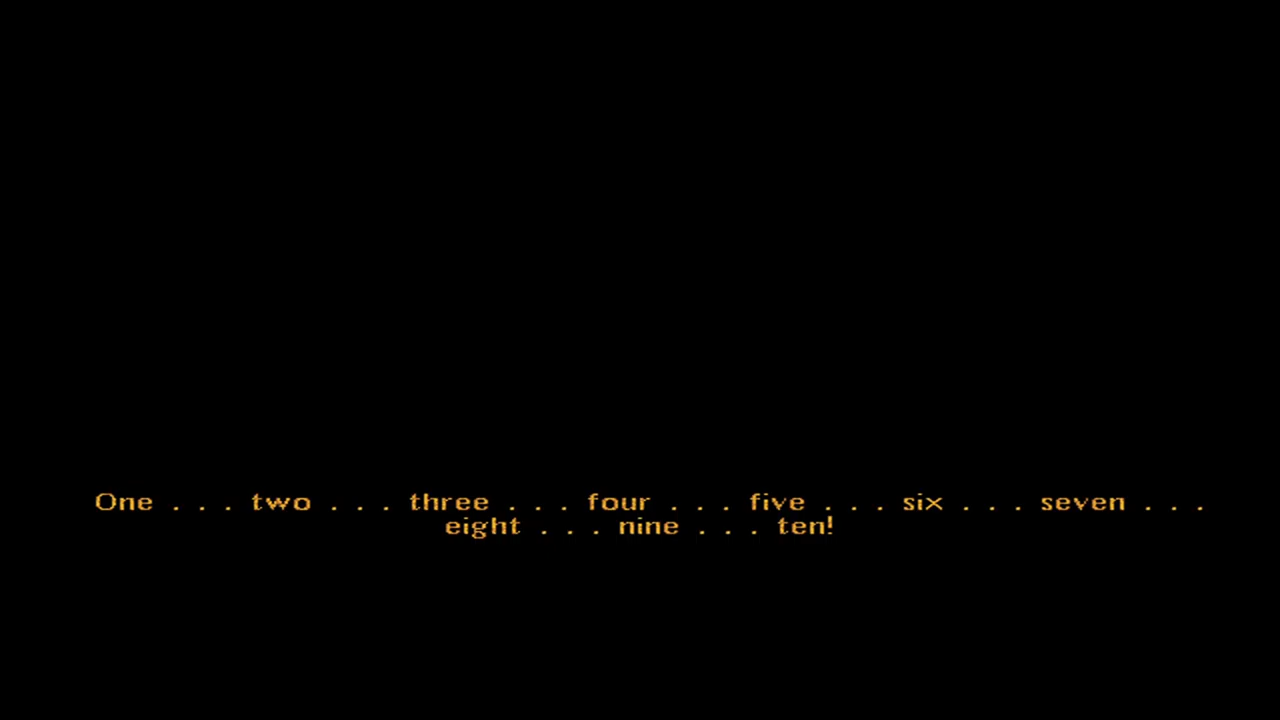 One . . . two . . . three . . . four . . . five . . . six . . . seven . . .
eight . . . nine . . . ten!